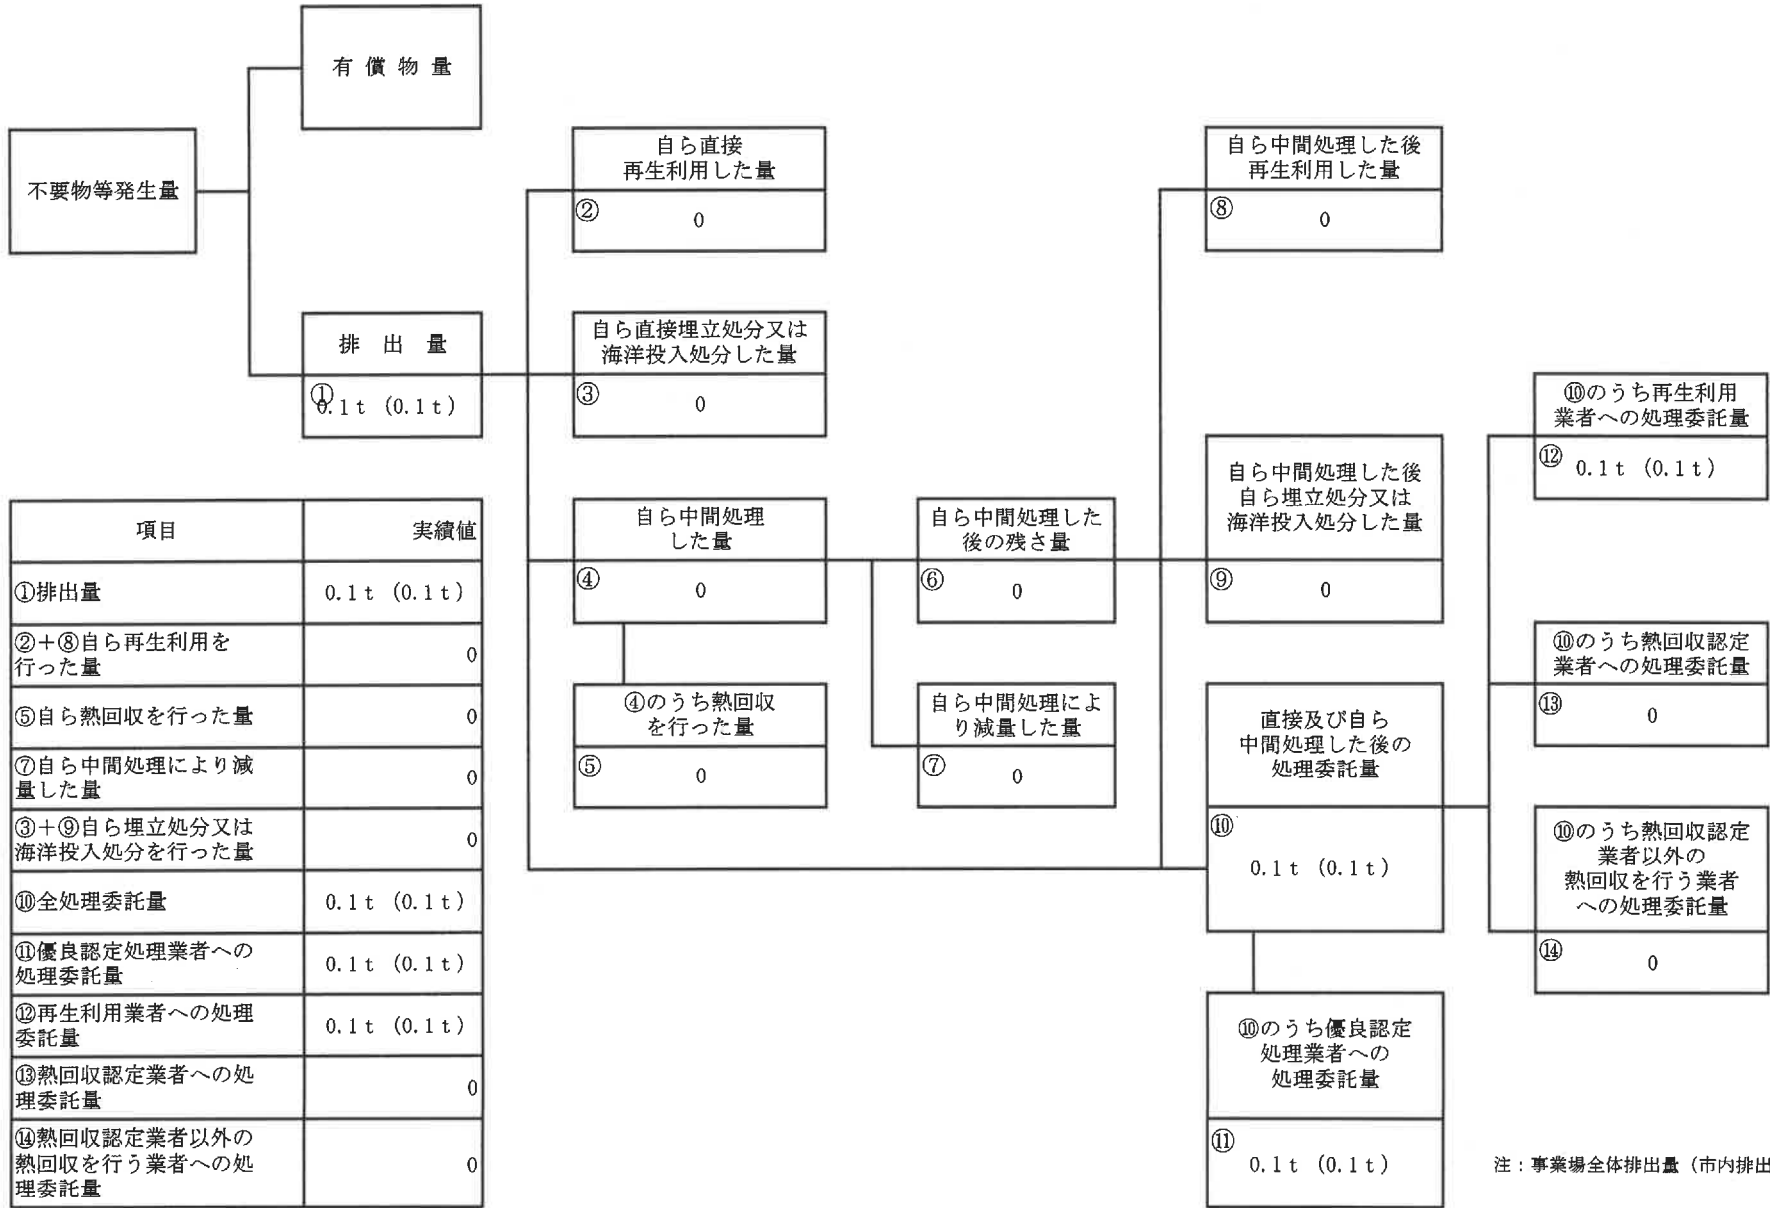 有償物量
不要物等発生量
排出量
①
0.1t (0.1t)
自ら直接
再生利用した量
②
0
自ら直接埋立処分又は
海洋投入処分した量
③
0
自ら中間処理
した量
④
0
④のうち熱回収
を行った量
⑤
0
自ら中間処理した
後の残さ量
⑥
0
自ら中間処理によ
り減量した量
⑦
0
自ら中間処理した後
再生利用した量
⑧
0
自ら中間処理した後
自ら埋立処分又は
海洋投入処分した量
⑨
0
直接及び自ら
中間処理した後の
処理委託量
⑩
0.1t (0.1t)
⑩のうち優良認定
処理業者への
処理委託量
⑪
0.1t (0.1t)
⑩のうち再生利用
業者への処理委託量
⑫
0.1t (0.1t)
⑩のうち熱回収認定
業者への処理委託量
⑬
0
⑩のうち熱回収認定
業者以外の
熱回収を行う業者
への処理委託量
⑭
0
項目 実績値
①排出量 0.1t (0.1t)
②+⑧自ら再生利用を
行った量 0
⑤自ら熱回収を行った量 0
⑦自ら中間処理により減
量した量 0
③+⑨自ら埋立処分又は
海洋投入処分を行った量 0
⑩全処理委託量 0.1t (0.1t)
⑪優良認定処理業者への
処理委託量 0.1t (0.1t)
⑫再生利用業者への処理
委託量 0.1t (0.1t)
⑬熱回収認定業者への処
理委託量 0
⑭熱回収認定業者以外の
熱回収を行う業者への処
理委託量 0
注：事業場全体排出量（市内排出